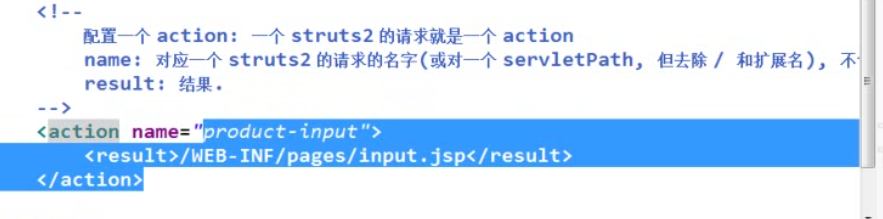 <!--
配置一个 action: 一个 struts2 的请求就是一个 action
name: 对应一个 struts2 的请求的名字(或对一个 servletPath, 但去除 / 和扩展名), 不
result: 结果.
-->
<action name="product-input">
<result>/WEB-INF/pages/input.jsp</result>
</action>